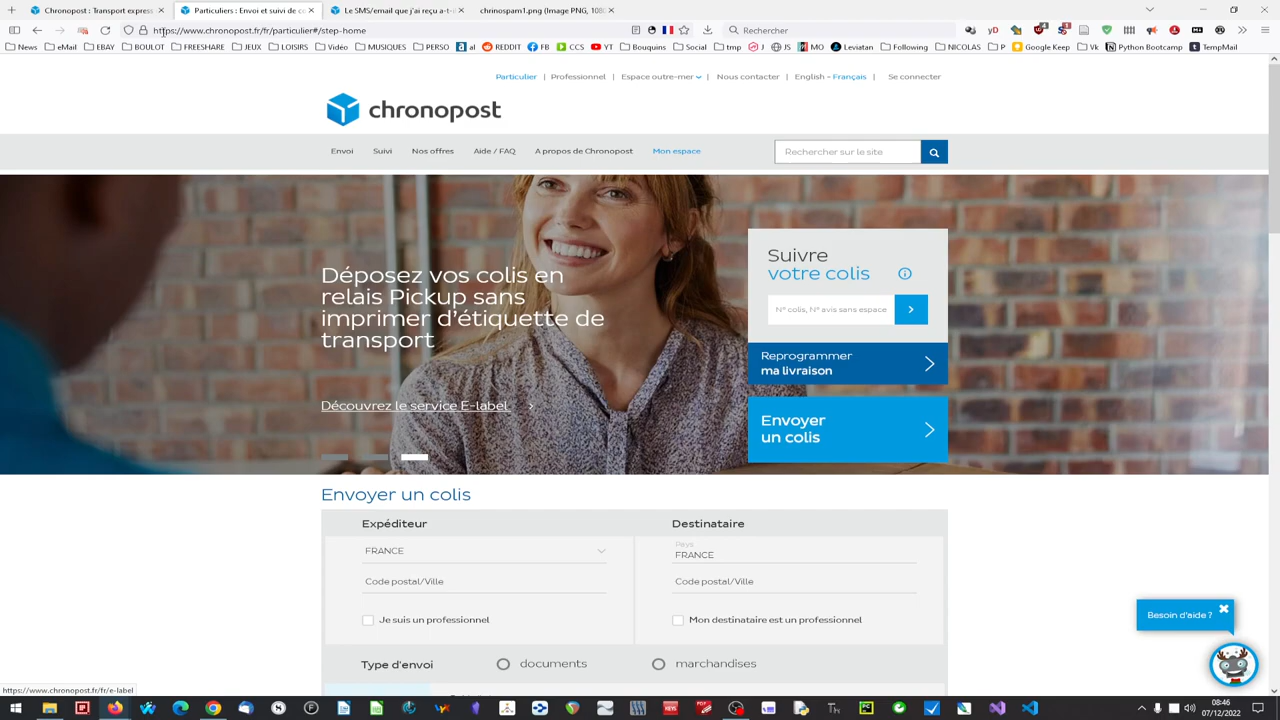 Chronopost : Transport express
Particuliers : Envoi et suivi de co
Le SMS/email que j'ai reçu a-t-il
chrinospam1.png (Image PNG, 1080
https://www.chronopost.fr/fr/particulier#/step-home
Rechercher
News eMail EBAY BOULOT FREESHARE JEUX LOISIRS Vidéo MUSIQUES PERSO al REDDIT FB CCS YT Bouquins Social tmp J JS MO Leviatan Following NICOLAS P Google Keep Vk Python Bootcamp TempMail
Particulier | Professionnel | Espace outre-mer | Nous contacter | English - Français | Se connecter
chronopost
Envoi Suivi Nos offres Aide / FAQ A propos de Chronopost Mon espace
Rechercher sur le site
Déposez vos colis en
relais Pickup sans
imprimer d'étiquette de
transport
Découvrez le service E-label
Suivre
votre colis
N° colis, N° avis sans espace
Reprogrammer
ma livraison
Envoyer
un colis
Envoyer un colis
Expéditeur
Destinataire
FRANCE
Pays
FRANCE
Code postal/Ville
Code postal/Ville
Je suis un professionnel
Mon destinataire est un professionnel
Besoin d'aide ?
Type d'envoi
documents
marchandises
https://www.chronopost.fr/fr/e-label
08:46
07/12/2022